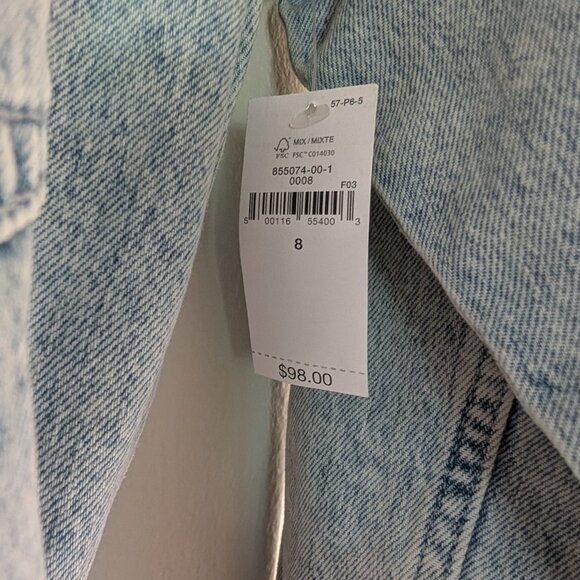 57-P6-5
MIX / MIXTE
FSC FSC™ C014030
855074-00-1
0008
F03
5 00116 55400 3
8
$98.00